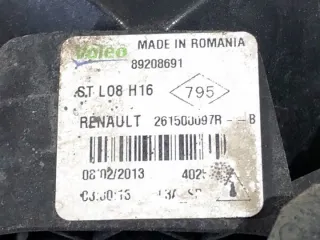 Valeo MADE IN ROMANIA
89208691
ST L08 H16 795
RENAULT 261500097R--B
08/02/2013